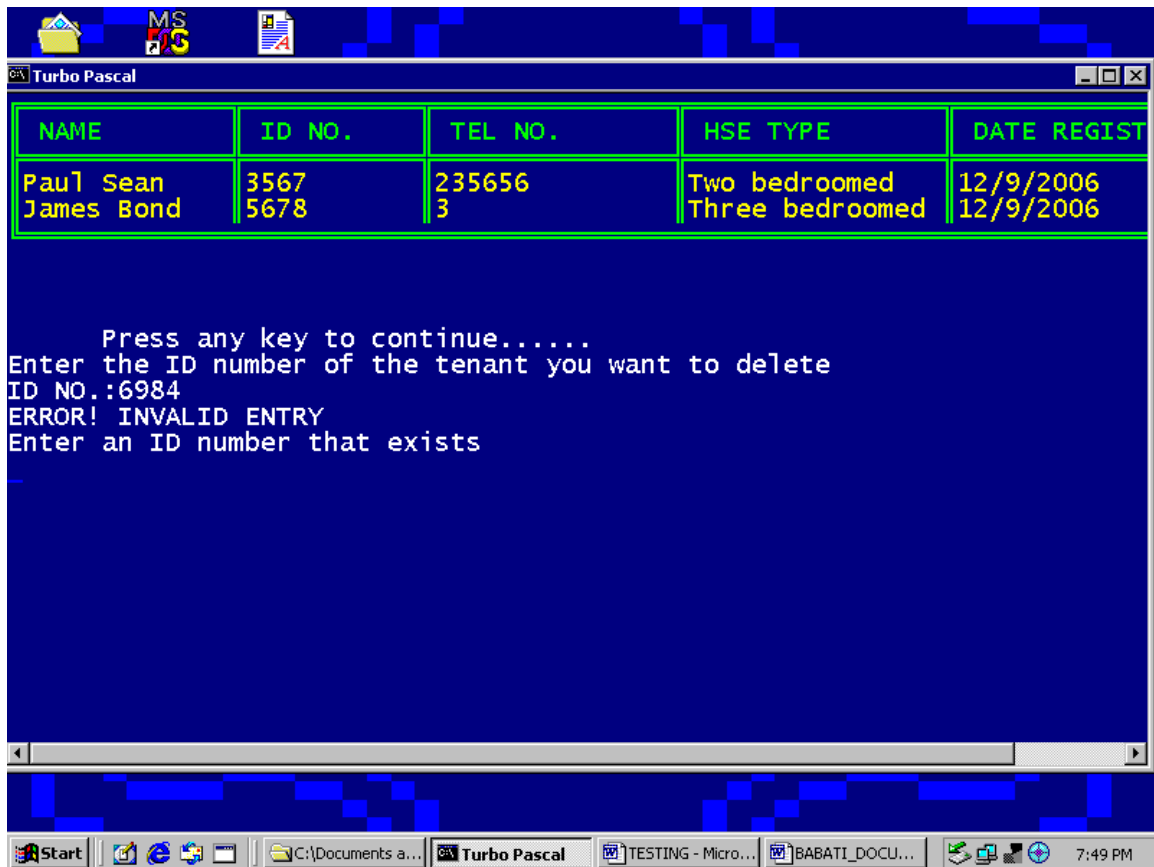 MS
Turbo Pascal
NAME ID NO. TEL NO. HSE TYPE DATE REGIST
Paul Sean 3567 235656 Two bedroomed 12/9/2006
James Bond 5678 3 Three bedroomed 12/9/2006
Press any key to continue......
Enter the ID number of the tenant you want to delete
ID NO.:6984
ERROR! INVALID ENTRY
Enter an ID number that exists
Start C:\Documents a... Turbo Pascal TESTING - Micro... BABATI_DOCU... 7:49 PM